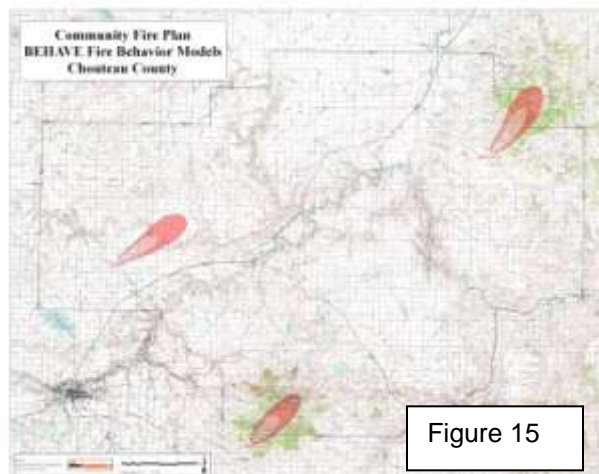 Community Fire Plan
BEHAVE Fire Behavior Models
Chouteau County
Figure 15